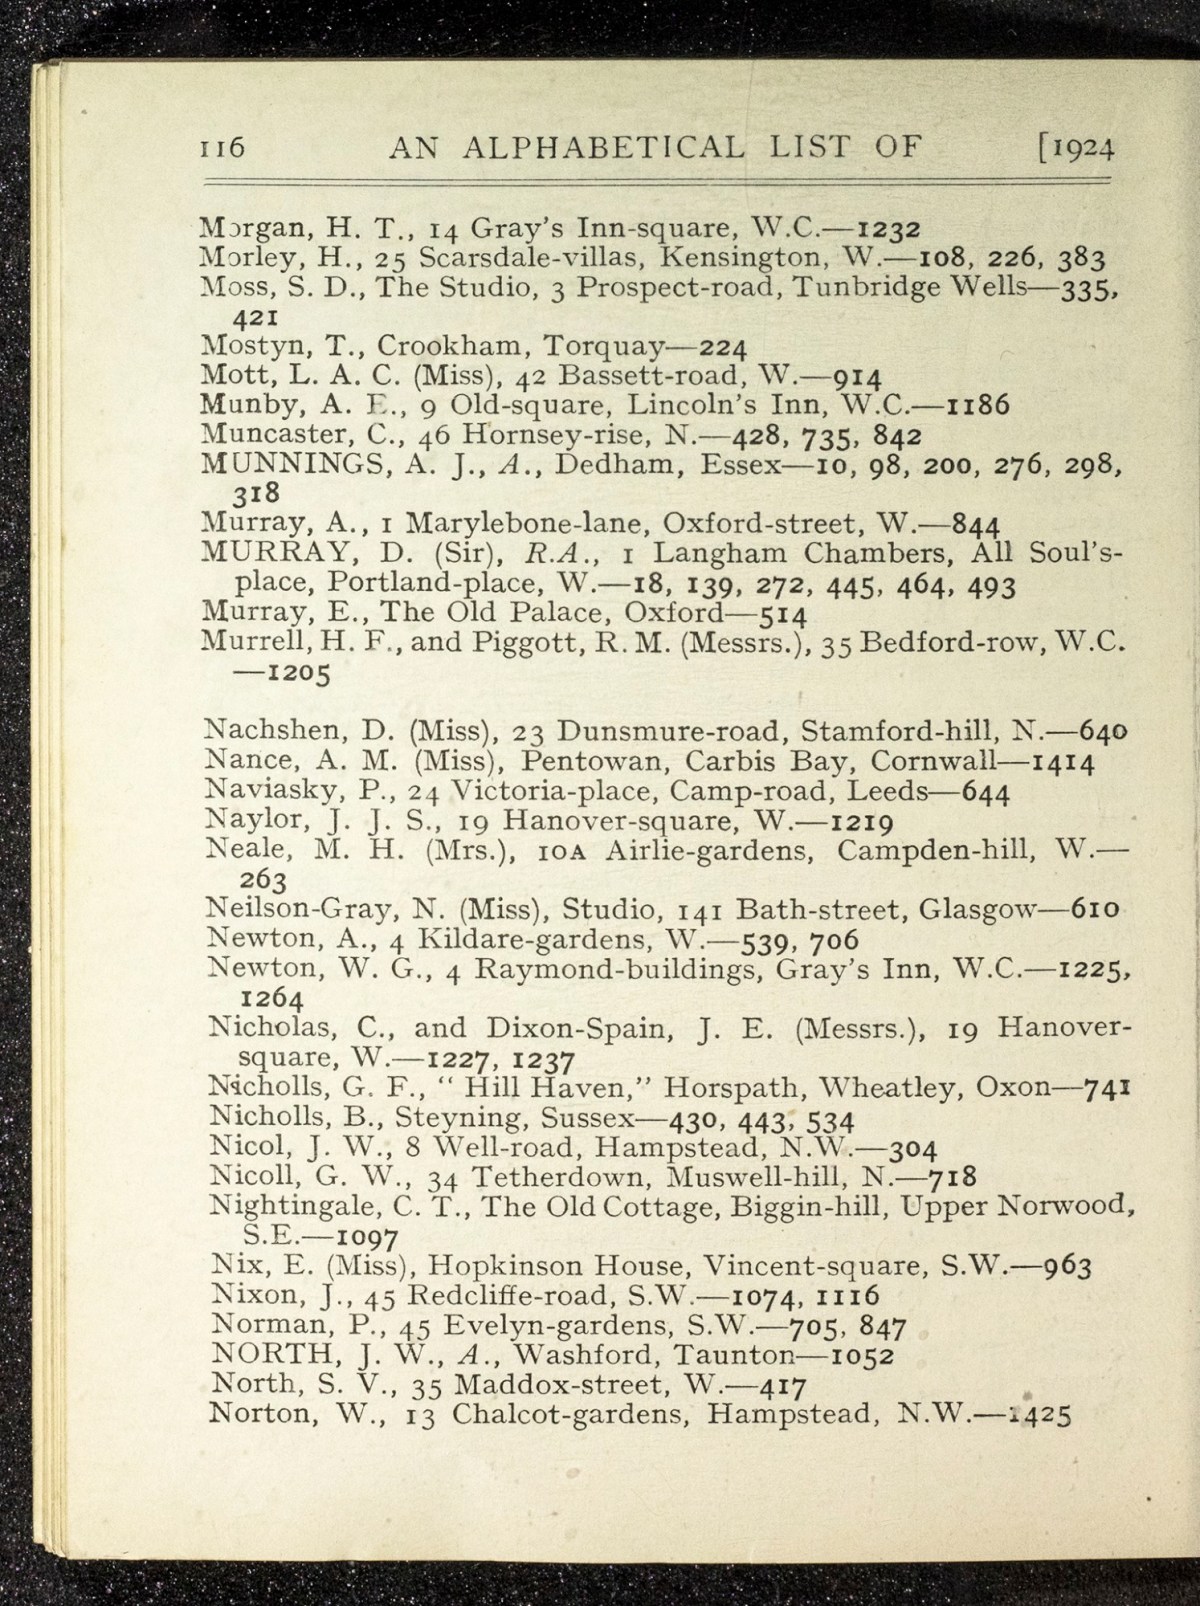 116 AN ALPHABETICAL LIST OF [1924
Morgan, H. T., 14 Gray's Inn-square, W.C.—1232
Morley, H., 25 Scarsdale-villas, Kensington, W.—108, 226, 383
Moss, S. D., The Studio, 3 Prospect-road, Tunbridge Wells—335,
421
Mostyn, T., Crookham, Torquay—224
Mott, L. A. C. (Miss), 42 Bassett-road, W.—914
Munby, A. E., 9 Old-square, Lincoln's Inn, W.C.—1186
Muncaster, C., 46 Hornsey-rise, N.—428, 735, 842
MUNNINGS, A. J., A., Dedham, Essex—10, 98, 200, 276, 298,
318
Murray, A., 1 Marylebone-lane, Oxford-street, W.—844
MURRAY, D. (Sir), R.A., 1 Langham Chambers, All Soul's-
place, Portland-place, W.—18, 139, 272, 445, 464, 493
Murray, E., The Old Palace, Oxford—514
Murrell, H. F., and Piggott, R. M. (Messrs.), 35 Bedford-row, W.C.
—1205
Nachshen, D. (Miss), 23 Dunsmure-road, Stamford-hill, N.—640
Nance, A. M. (Miss), Pentowan, Carbis Bay, Cornwall—1414
Naviasky, P., 24 Victoria-place, Camp-road, Leeds—644
Naylor, J. J. S., 19 Hanover-square, W.—1219
Neale, M. H. (Mrs.), 10A Airlie-gardens, Campden-hill, W.—
263
Neilson-Gray, N. (Miss), Studio, 141 Bath-street, Glasgow—610
Newton, A., 4 Kildare-gardens, W.—539, 706
Newton, W. G., 4 Raymond-buildings, Gray's Inn, W.C.—1225,
1264
Nicholas, C., and Dixon-Spain, J. E. (Messrs.), 19 Hanover-
square, W.—1227, 1237
Nicholls, G. F., "Hill Haven," Horspath, Wheatley, Oxon—741
Nicholls, B., Steyning, Sussex—430, 443, 534
Nicol, J. W., 8 Well-road, Hampstead, N.W.—304
Nicoll, G. W., 34 Tetherdown, Muswell-hill, N.—718
Nightingale, C. T., The Old Cottage, Biggin-hill, Upper Norwood,
S.E.—1097
Nix, E. (Miss), Hopkinson House, Vincent-square, S.W.—963
Nixon, J., 45 Redcliffe-road, S.W.—1074, 1116
Norman, P., 45 Evelyn-gardens, S.W.—705, 847
NORTH, J. W., A., Washford, Taunton—1052
North, S. V., 35 Maddox-street, W.—417
Norton, W., 13 Chalcot-gardens, Hampstead, N.W.—1425